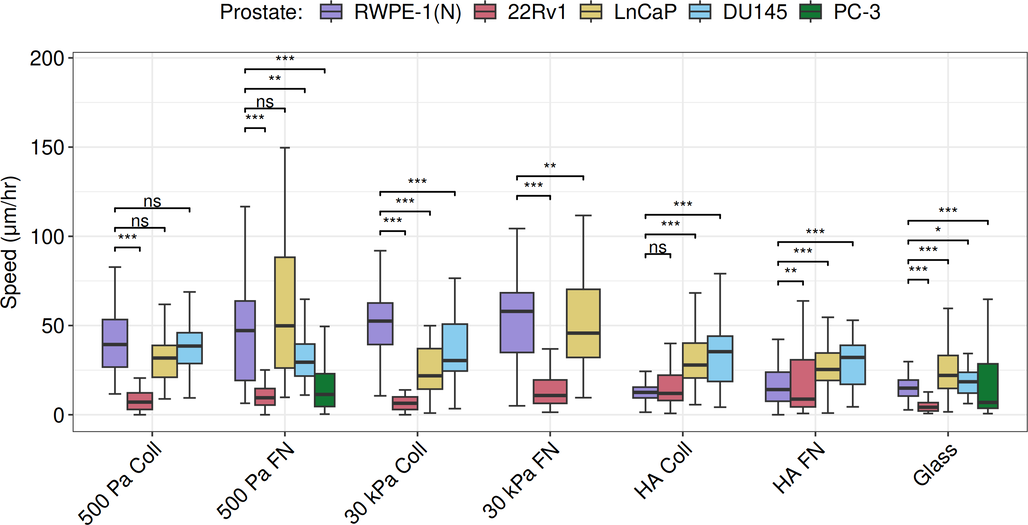 Prostate: RWPE-1(N) 22Rv1 LnCaP DU145 PC-3
Speed (μm/hr)
200
150
100
50
0
*** ns ns
*** ns ** ***
*** *** ***
*** **
ns *** ***
** *** ***
*** *** * ***
500 Pa Coll
500 Pa FN
30 kPa Coll
30 kPa FN
HA Coll
HA FN
Glass